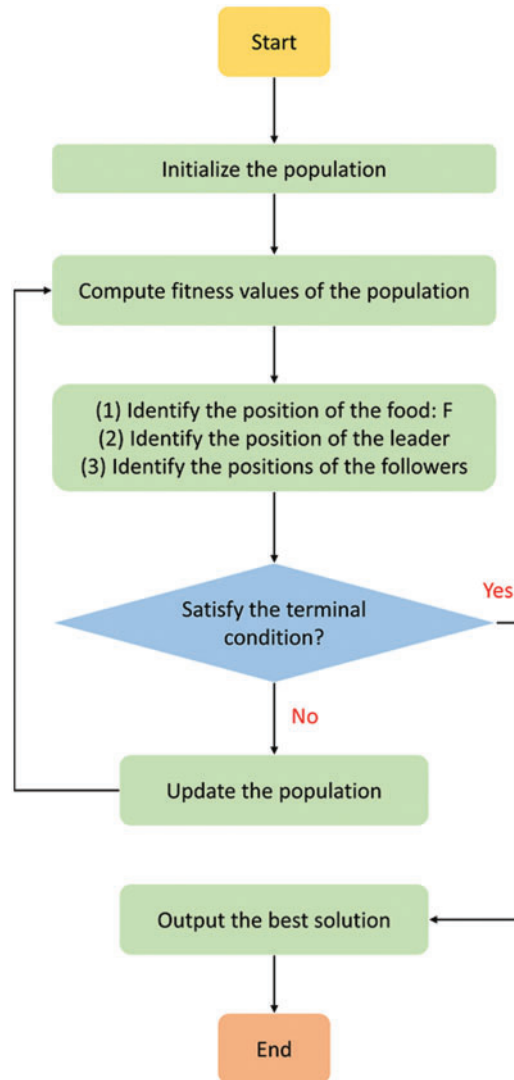 Start
Initialize the population
Compute fitness values of the population
(1) Identify the position of the food: F
(2) Identify the position of the leader
(3) Identify the positions of the followers
Satisfy the terminal
condition?
Yes
No
Update the population
Output the best solution
End